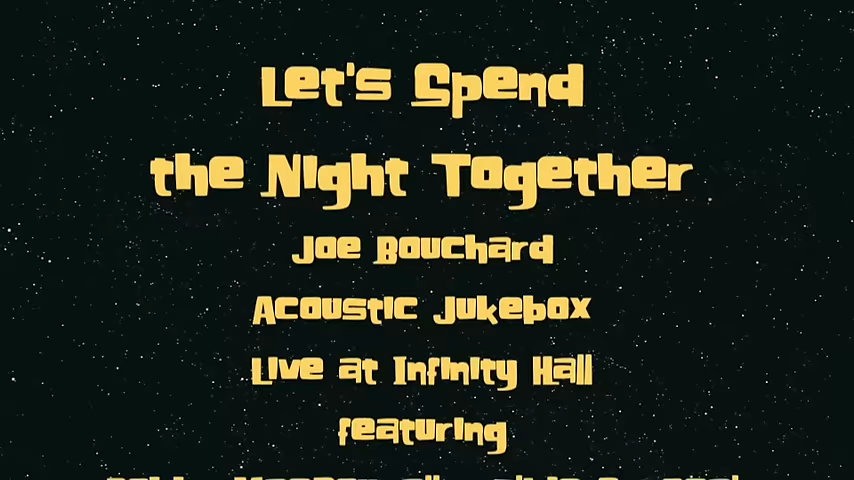 Let's Spend
the Night Together
Joe Bouchard
Acoustic Jukebox
Live at Infinity Hall
featuring